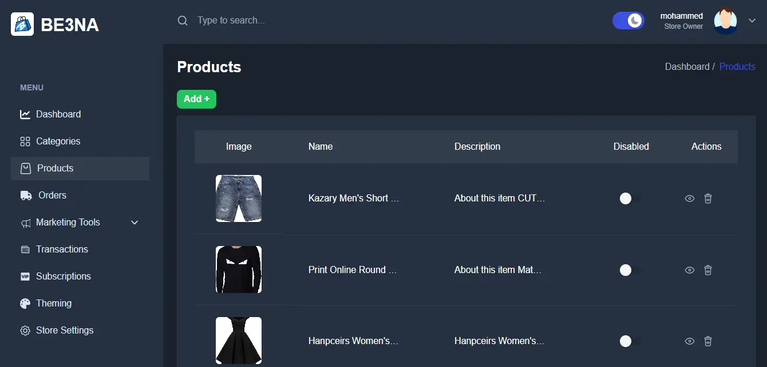 BE3NA
Type to search...
mohammed
Store Owner
MENU
Dashboard
Categories
Products
Orders
Marketing Tools
Transactions
Subscriptions
Theming
Store Settings
Products
Dashboard / Products
Add +
Image Name Description Disabled Actions
Kazary Men's Short ... About this item CUT...
Print Online Round ... About this item Mat...
Hanpceirs Women's... Hanpceirs Women's...